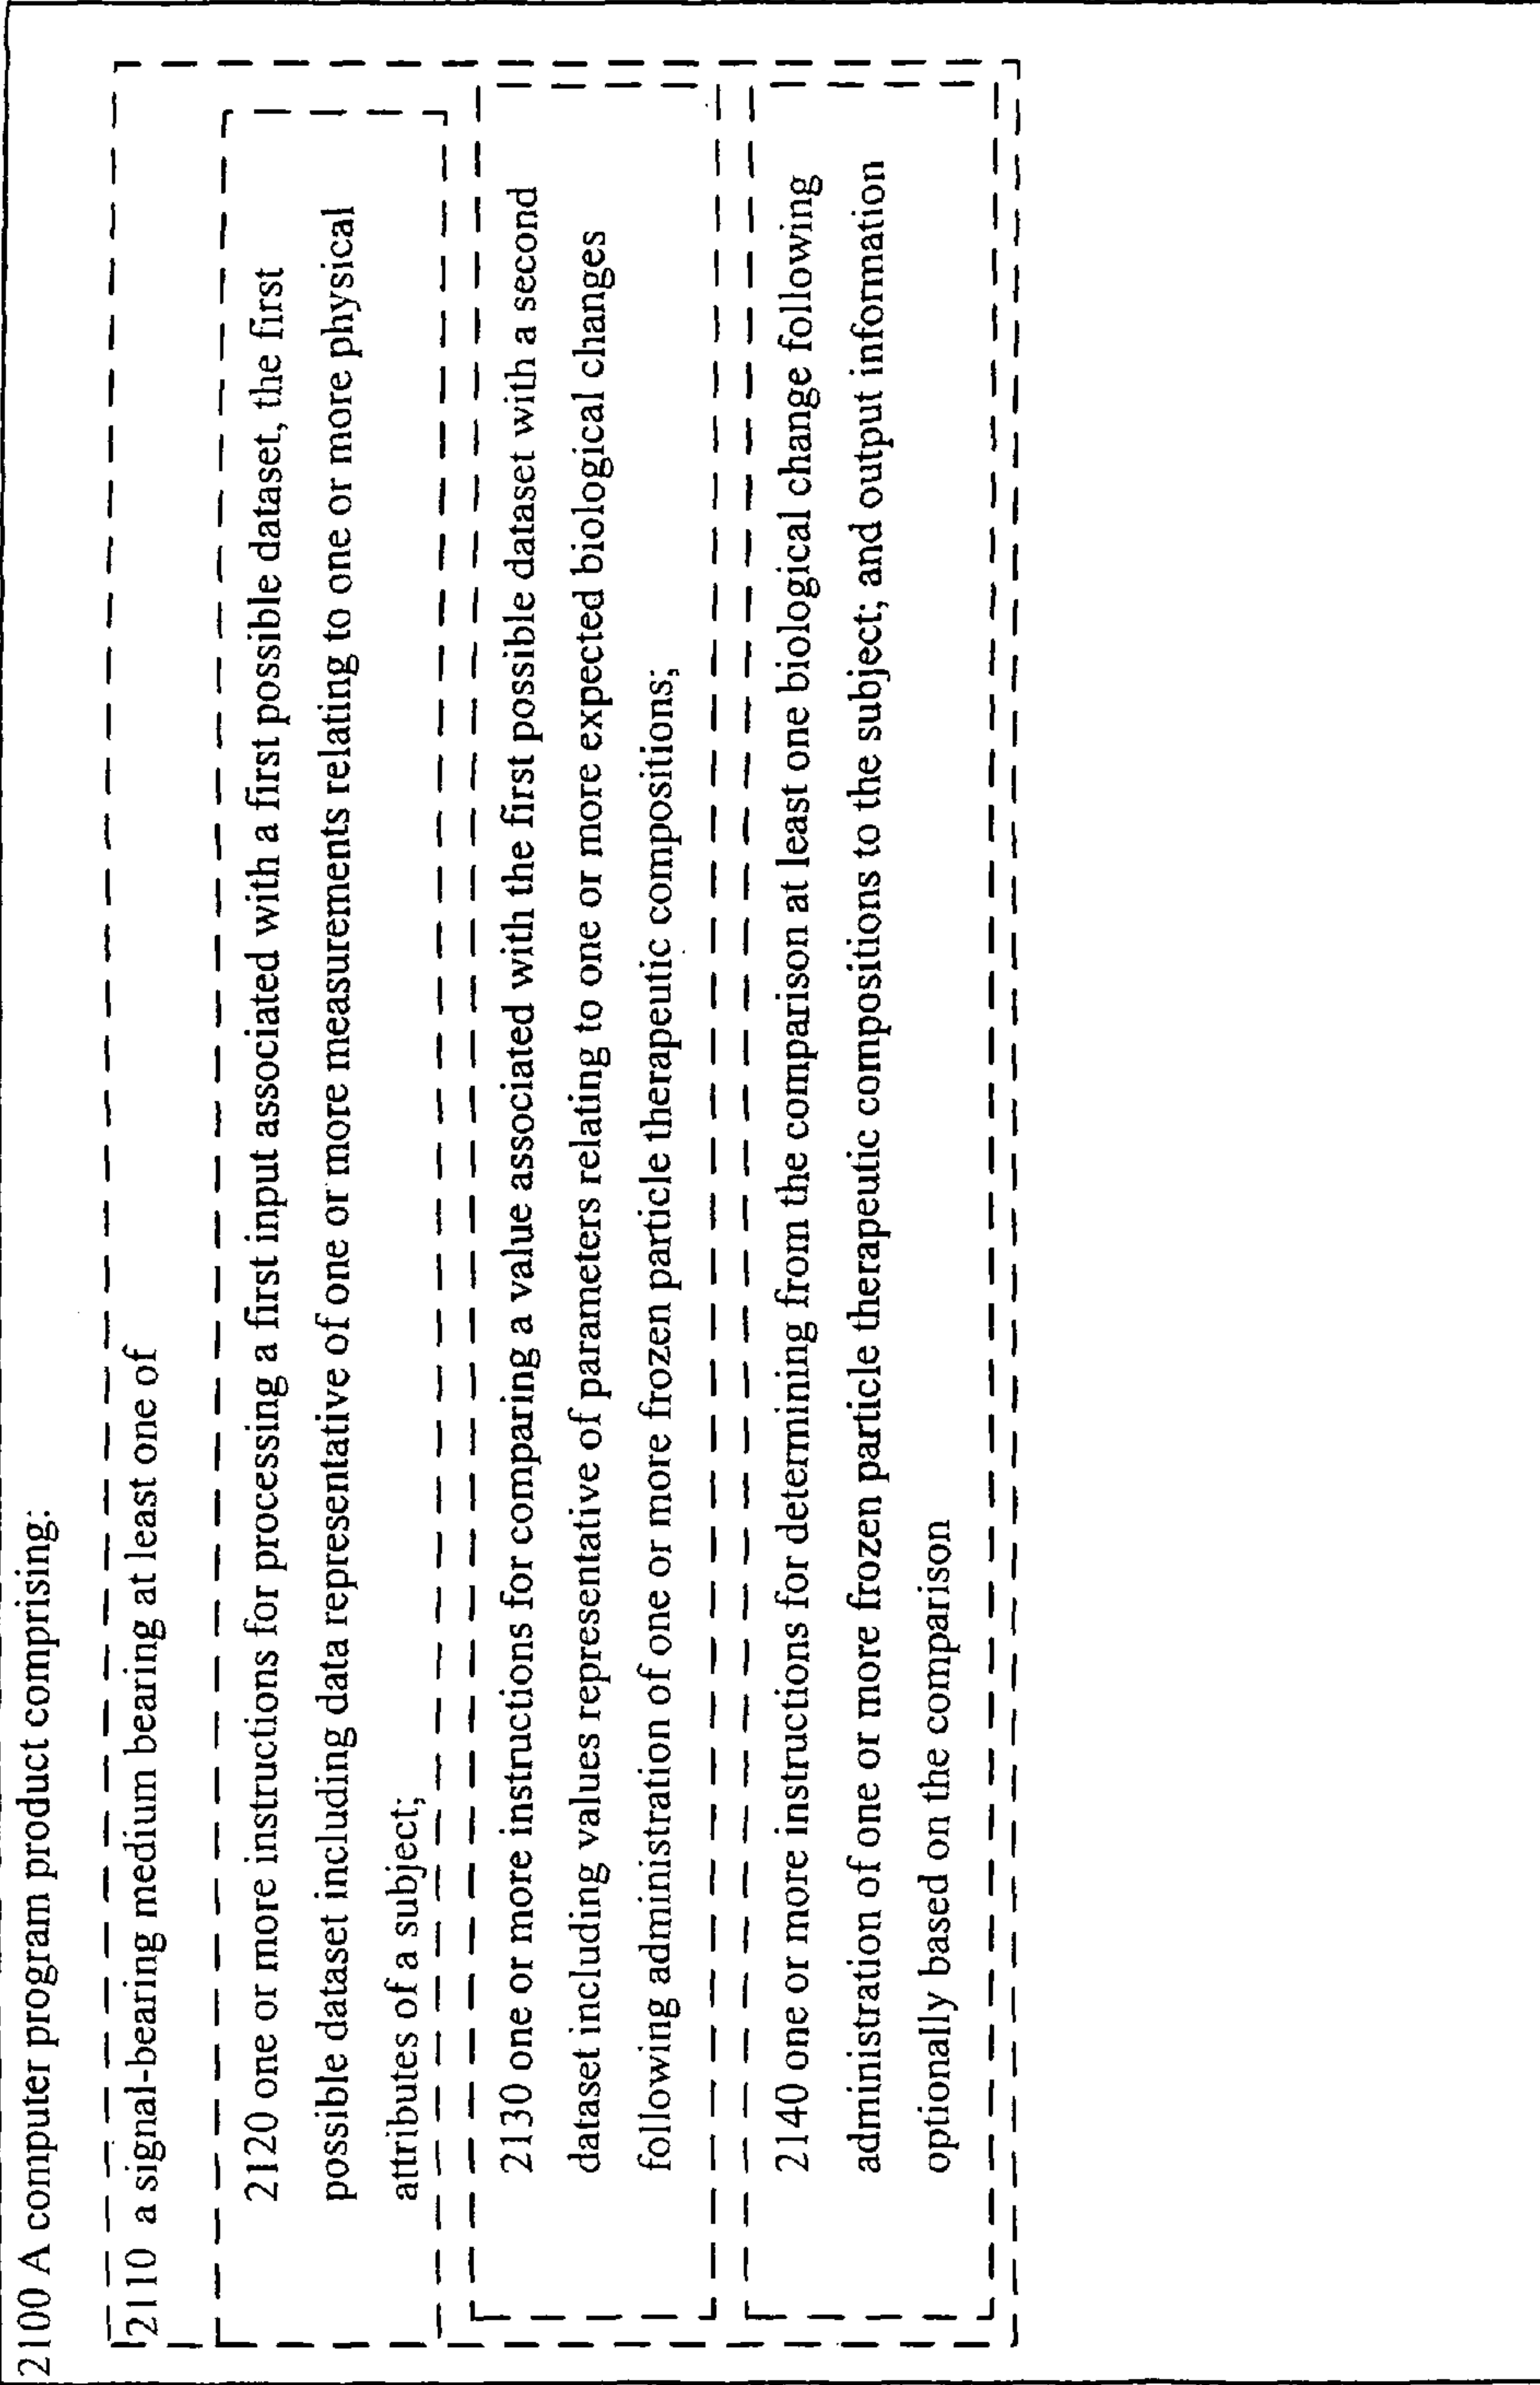 2100 A computer program product comprising:
2110 a signal-bearing medium bearing at least one of
2120 one or more instructions for processing a first input associated with a first possible dataset, the first
possible dataset including data representative of one or more measurements relating to one or more physical
attributes of a subject;
2130 one or more instructions for comparing a value associated with the first possible dataset with a second
dataset including values representative of parameters relating to one or more expected biological changes
following administration of one or more frozen particle therapeutic compositions;
2140 one or more instructions for determining from the comparison at least one biological change following
administration of one or more frozen particle therapeutic compositions to the subject; and output information
optionally based on the comparison